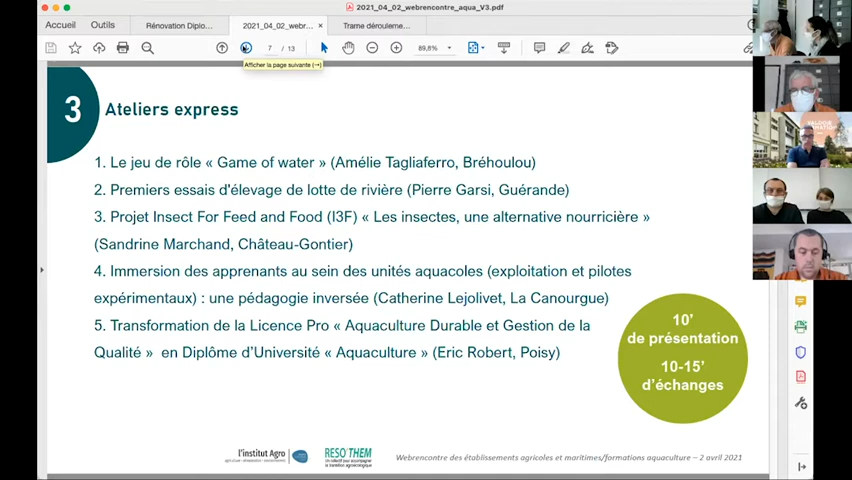 2021_04_02_webrencontre_aqua_V3.pdf
Accueil
Outils
Rénovation Diplo...
2021_04_02_webr... ×
Trame dérouleme...
7 / 13
89,8%
Afficher la page suivante (→)
3
Ateliers express
1. Le jeu de rôle « Game of water » (Amélie Tagliaferro, Bréhoulou)
2. Premiers essais d'élevage de lotte de rivière (Pierre Garsi, Guérande)
3. Projet Insect For Feed and Food (I3F) « Les insectes, une alternative nourricière »
(Sandrine Marchand, Château-Gontier)
4. Immersion des apprenants au sein des unités aquacoles (exploitation et pilotes
expérimentaux) : une pédagogie inversée (Catherine Lejolivet, La Canourgue)
5. Transformation de la Licence Pro « Aquaculture Durable et Gestion de la
Qualité » en Diplôme d'Université « Aquaculture » (Eric Robert, Poisy)
10'
de présentation
10-15'
d'échanges
l'institut Agro
RESO'THEM
Webrencontre des établissements agricoles et maritimes/formations aquaculture – 2 avril 2021